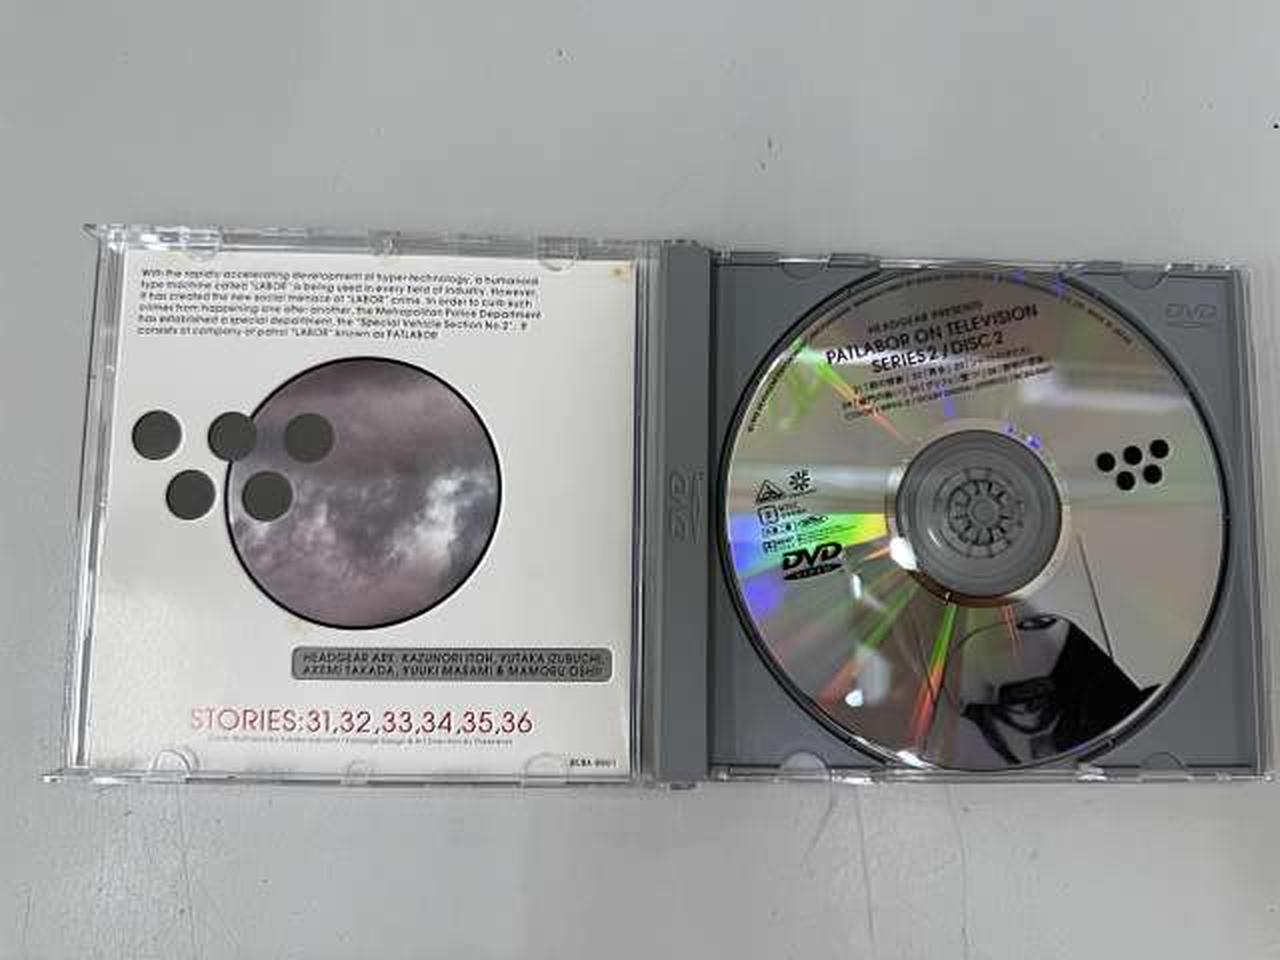 With the rapidly accelerating development of hyper-technology, a humanoid
type machine called "LABOR" is being used in every field of industry. However,
it has created the new social menace of "LABOR" crime. In order to curb such
crimes from happening one after another, the Metropolitan Police Department
has established a special department, the "Special Vehicle Section No.2". It
consists of company of patrol "LABOR" known as PATLABOR
HEADGEAR ARE: KAZUNORI ITOH, YUTAKA IZUBUCHI,
AKEMI TAKADA, YUUKI MASAMI & MAMORU OSHII
STORIES:31,32,33,34,35,36
DVD
DVD
HEADGEAR PRESENTS
PATLABOR ON TELEVISION
SERIES 2 / DISC 2
DVD
VIDEO